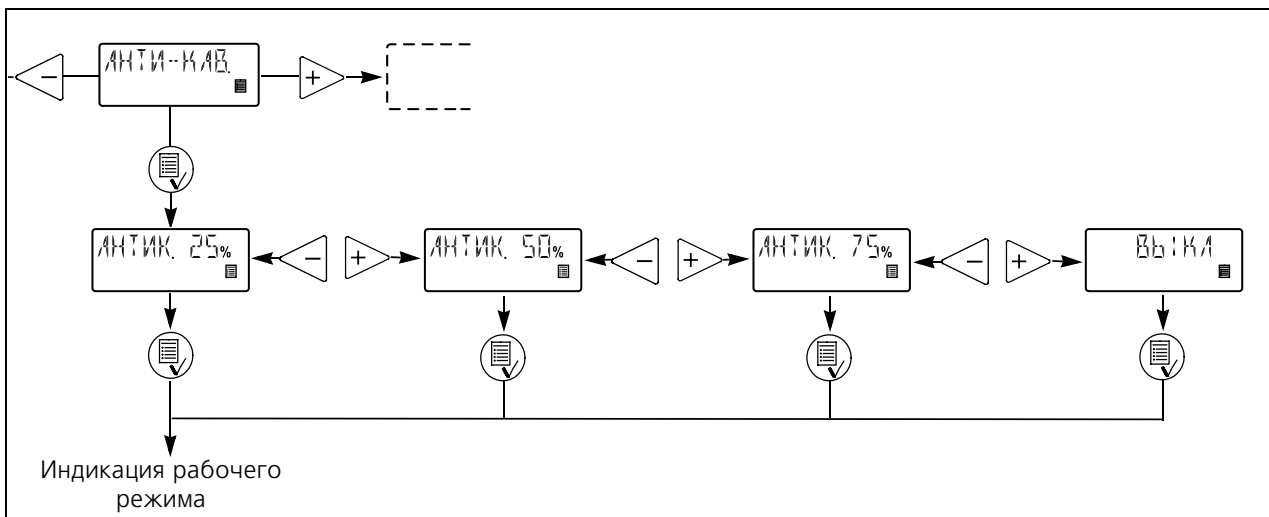 АНТИ-КАВ.
− +
АНТИК. 25% − + АНТИК. 50% − + АНТИК. 75% − + ВЫКЛ
Индикация рабочего
режима